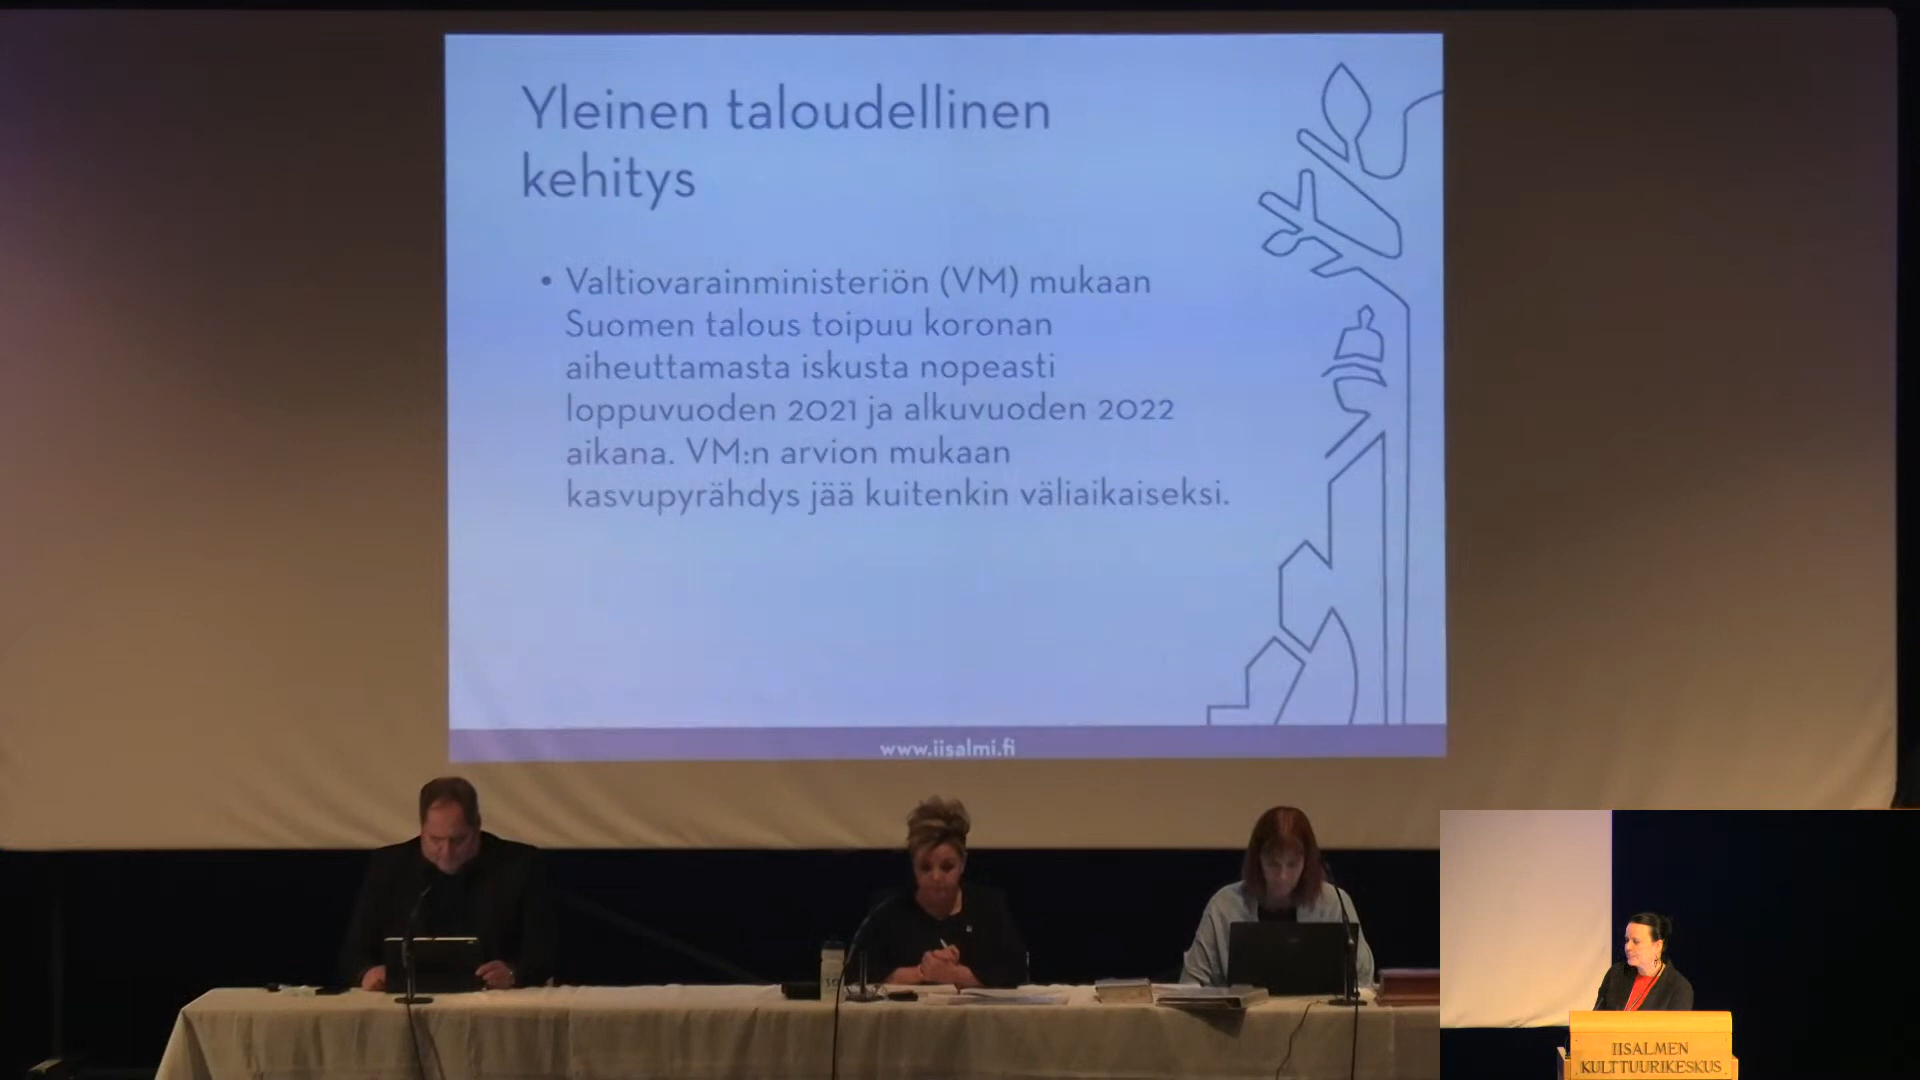 Yleinen taloudellinen
kehitys
• Valtiovarainministeriön (VM) mukaan
Suomen talous toipuu koronan
aiheuttamasta iskusta nopeasti
loppuvuoden 2021 ja alkuvuoden 2022
aikana. VM:n arvion mukaan
kasvupyrähdys jää kuitenkin väliaikaiseksi.
www.iisalmi.fi
IISALMEN
KULTTUURIKESKUS